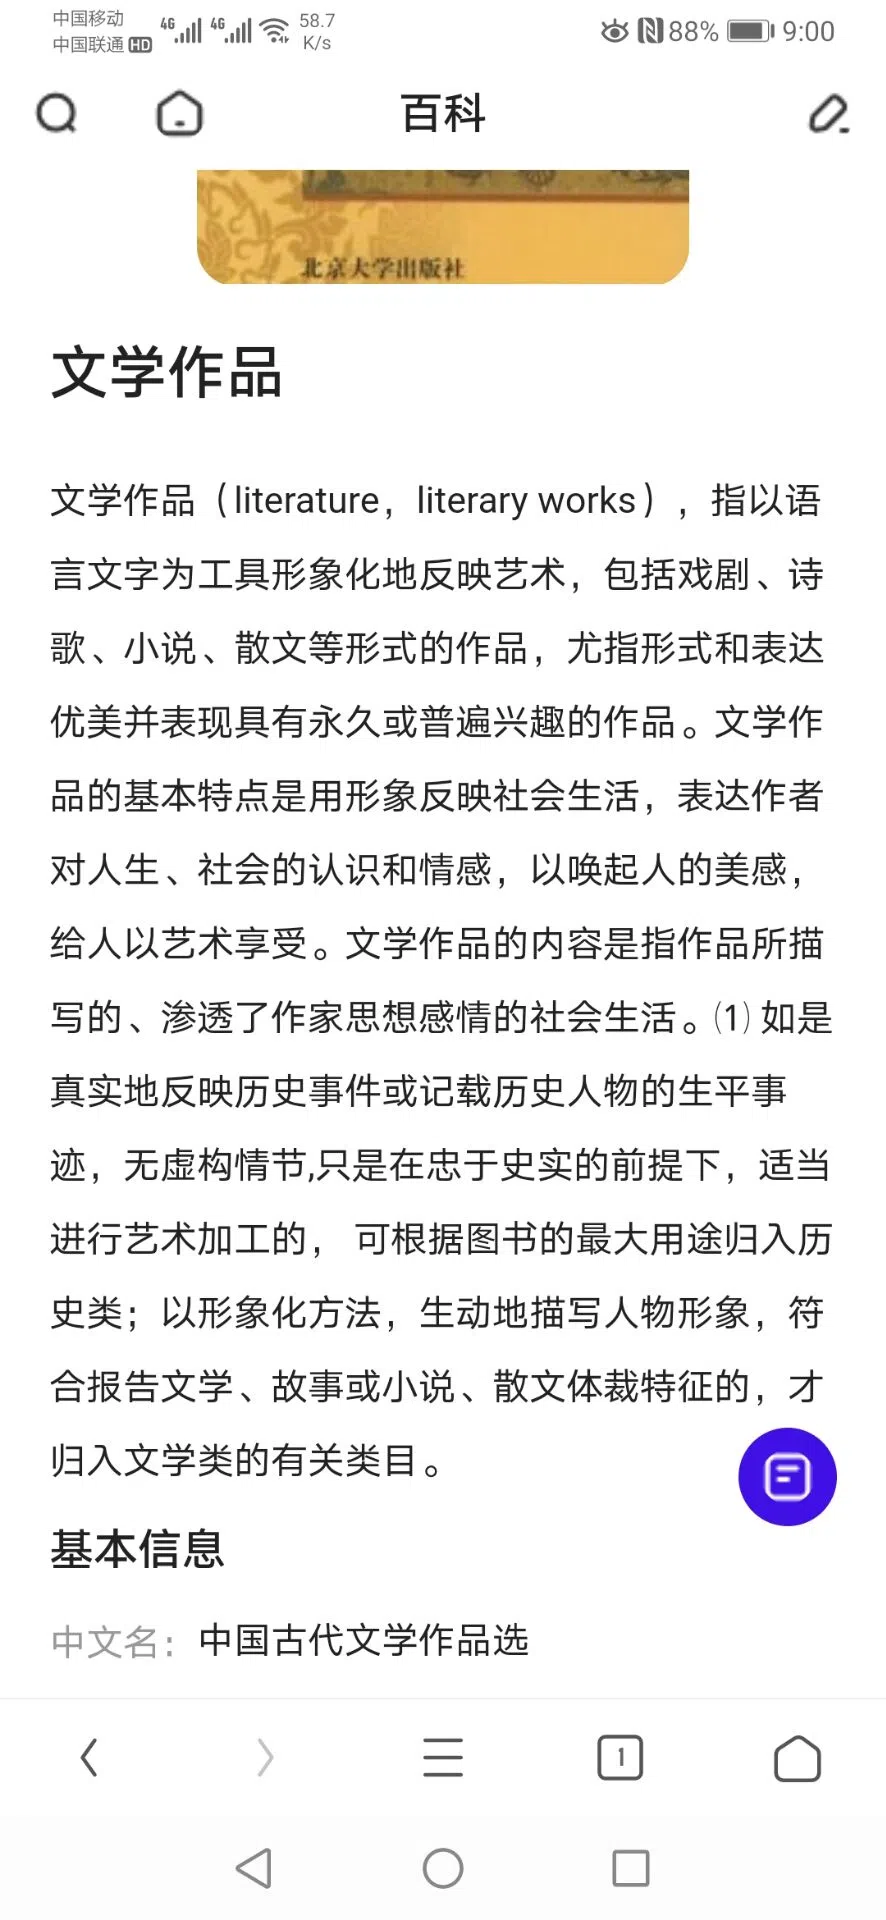 中国移动 4G 4G 58.7
中国联通 HD K/s
88% 9:00
百科
北京大学出版社
文学作品
文学作品（literature，literary works），指以语
言文字为工具形象化地反映艺术，包括戏剧、诗
歌、小说、散文等形式的作品，尤指形式和表达
优美并表现具有永久或普遍兴趣的作品。文学作
品的基本特点是用形象反映社会生活，表达作者
对人生、社会的认识和情感，以唤起人的美感，
给人以艺术享受。文学作品的内容是指作品所描
写的、渗透了作家思想感情的社会生活。⑴ 如是
真实地反映历史事件或记载历史人物的生平事
迹，无虚构情节,只是在忠于史实的前提下，适当
进行艺术加工的， 可根据图书的最大用途归入历
史类；以形象化方法，生动地描写人物形象，符
合报告文学、故事或小说、散文体裁特征的，才
归入文学类的有关类目。
基本信息
中文名：中国古代文学作品选
1